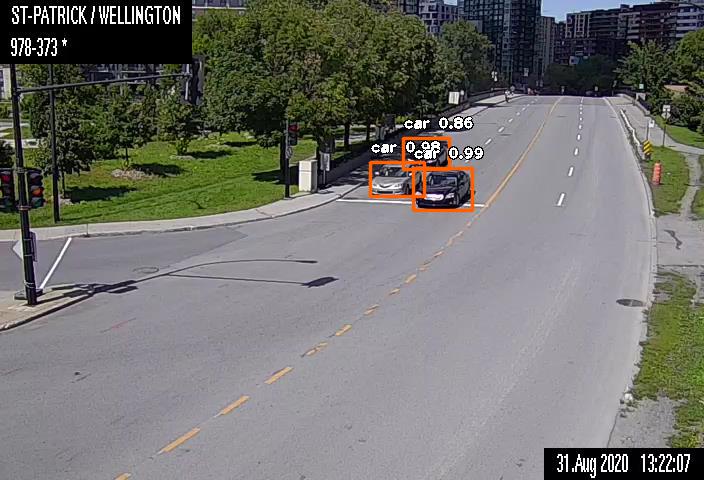 ST-PATRICK / WELLINGTON
978-373 *
car 0.86
car 0.98
car 0.99
31.Aug 2020 13:22:07